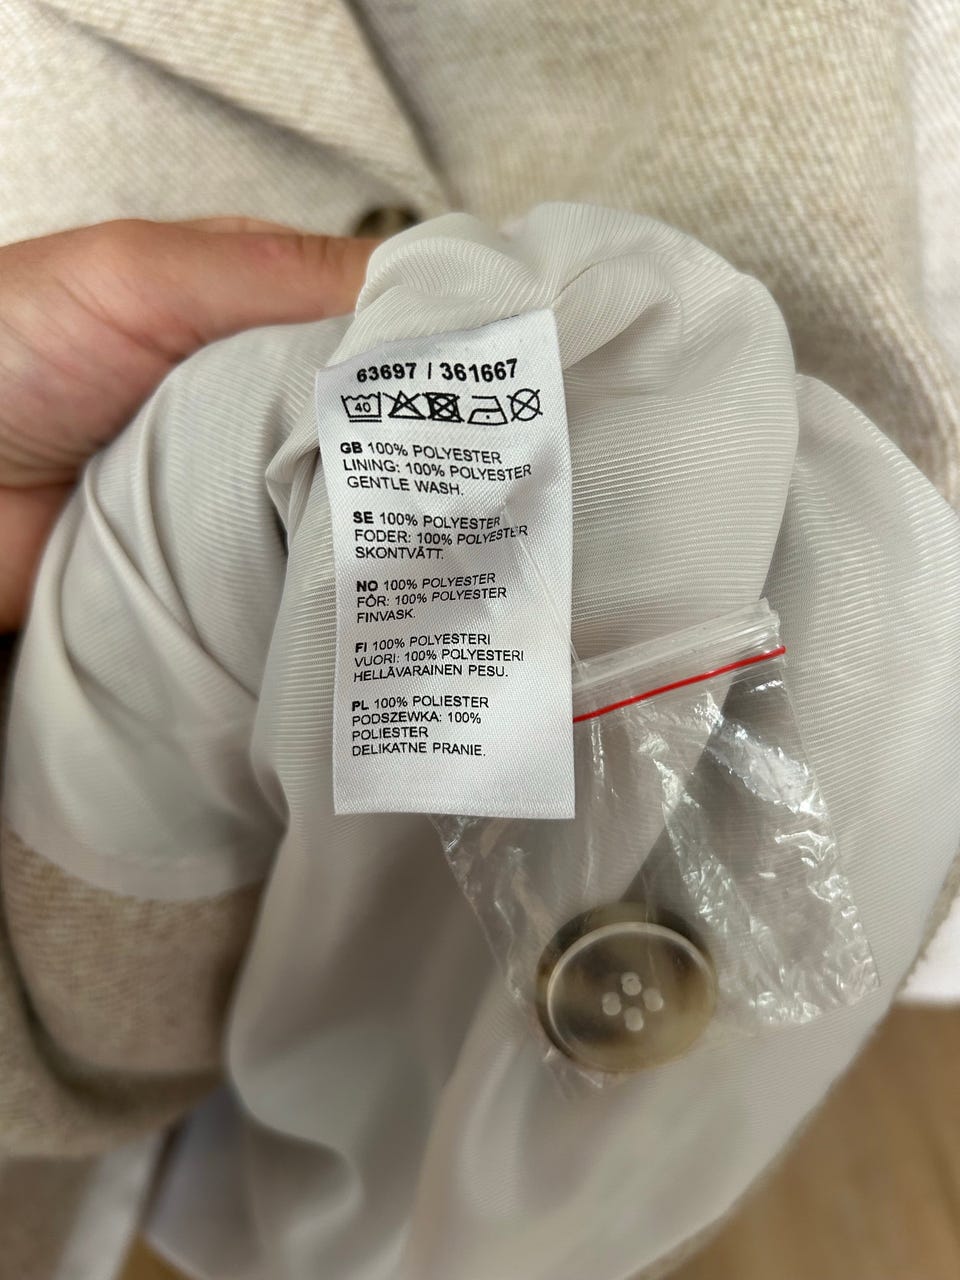 63697 / 361667
40
GB 100% POLYESTER
LINING: 100% POLYESTER
GENTLE WASH.
SE 100% POLYESTER
FODER: 100% POLYESTER
SKONTVÄTT.
NO 100% POLYESTER
FÔR: 100% POLYESTER
FINVASK.
FI 100% POLYESTERI
VUORI: 100% POLYESTERI
HELLÄVARAINEN PESU.
PL 100% POLIESTER
PODSZEWKA: 100%
POLIESTER
DELIKATNE PRANIE.